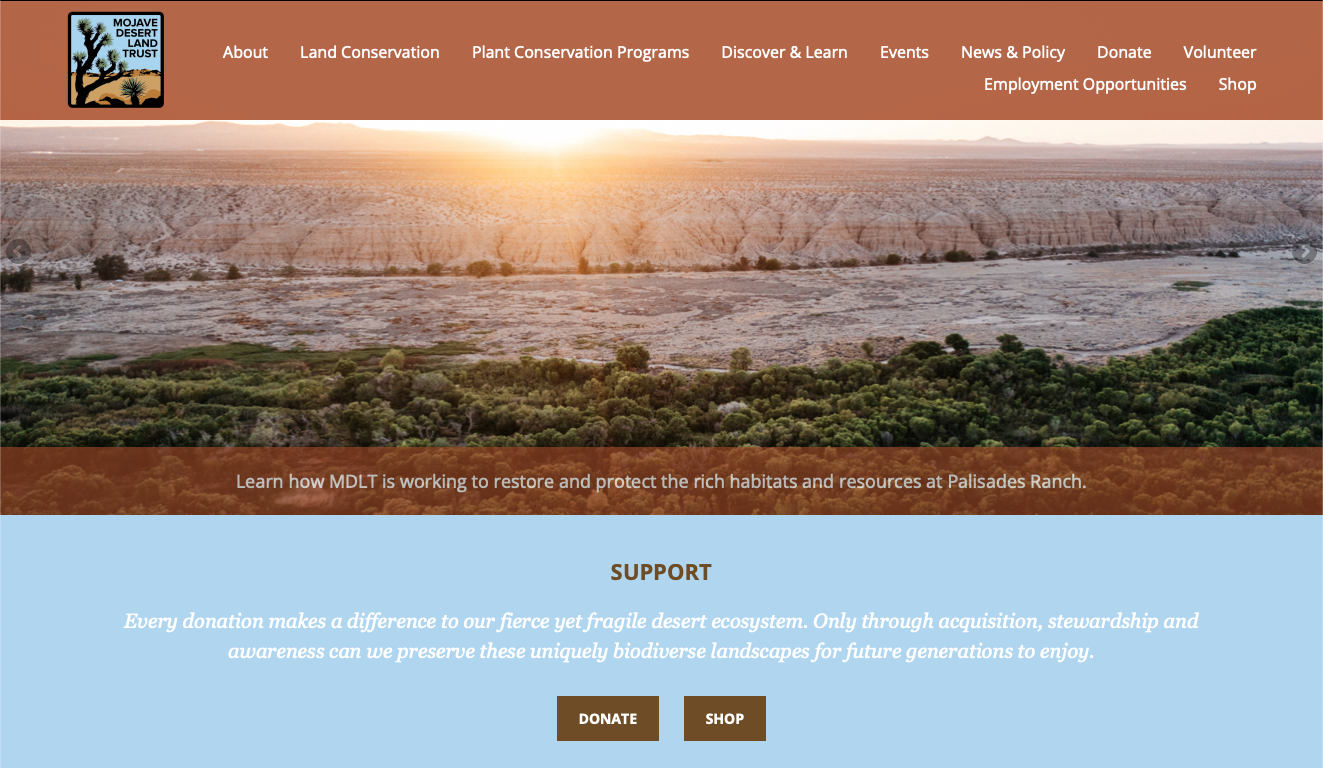 MOJAVE
DESERT
LAND
TRUST
About Land Conservation Plant Conservation Programs Discover & Learn Events News & Policy Donate Volunteer
Employment Opportunities Shop
Learn how MDLT is working to restore and protect the rich habitats and resources at Palisades Ranch.
SUPPORT
Every donation makes a difference to our fierce yet fragile desert ecosystem. Only through acquisition, stewardship and
awareness can we preserve these uniquely biodiverse landscapes for future generations to enjoy.
DONATE SHOP